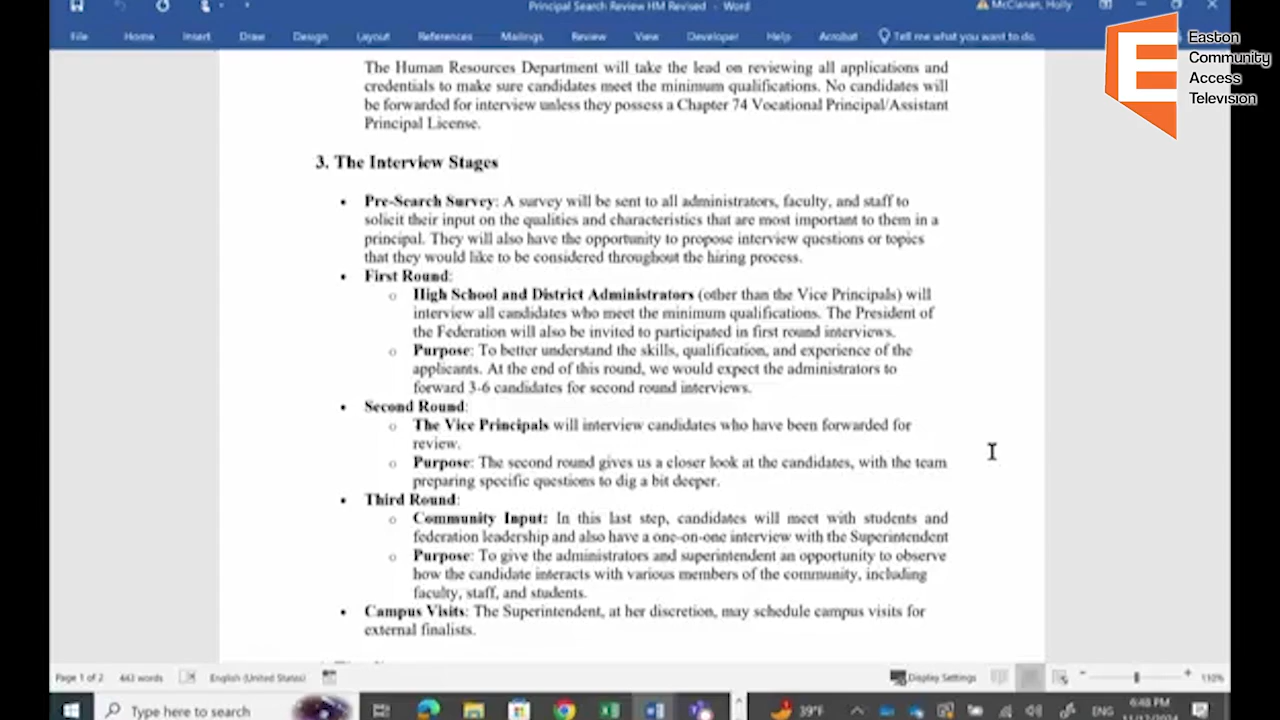 Principal Search Review HM Revised - Word
McClanan, Holly
File Home Insert Draw Design Layout References Mailings Review View Developer Help Acrobat Tell me what you want to do
Easton
Community
Access
Television
The Human Resources Department will take the lead on reviewing all applications and
credentials to make sure candidates meet the minimum qualifications. No candidates will
be forwarded for interview unless they possess a Chapter 74 Vocational Principal/Assistant
Principal License.
3. The Interview Stages
• Pre-Search Survey: A survey will be sent to all administrators, faculty, and staff to
solicit their input on the qualities and characteristics that are most important to them in a
principal. They will also have the opportunity to propose interview questions or topics
that they would like to be considered throughout the hiring process.
• First Round:
o High School and District Administrators (other than the Vice Principals) will
interview all candidates who meet the minimum qualifications. The President of
the Federation will also be invited to participated in first round interviews.
o Purpose: To better understand the skills, qualification, and experience of the
applicants. At the end of this round, we would expect the administrators to
forward 3-6 candidates for second round interviews.
• Second Round:
o The Vice Principals will interview candidates who have been forwarded for
review.
o Purpose: The second round gives us a closer look at the candidates, with the team
preparing specific questions to dig a bit deeper.
• Third Round:
o Community Input: In this last step, candidates will meet with students and
federation leadership and also have a one-on-one interview with the Superintendent
o Purpose: To give the administrators and superintendent an opportunity to observe
how the candidate interacts with various members of the community, including
faculty, staff, and students.
• Campus Visits: The Superintendent, at her discretion, may schedule campus visits for
external finalists.
Page 1 of 2 443 words English (United States) Display Settings 110%
Type here to search 39°F ENG 6:48 PM